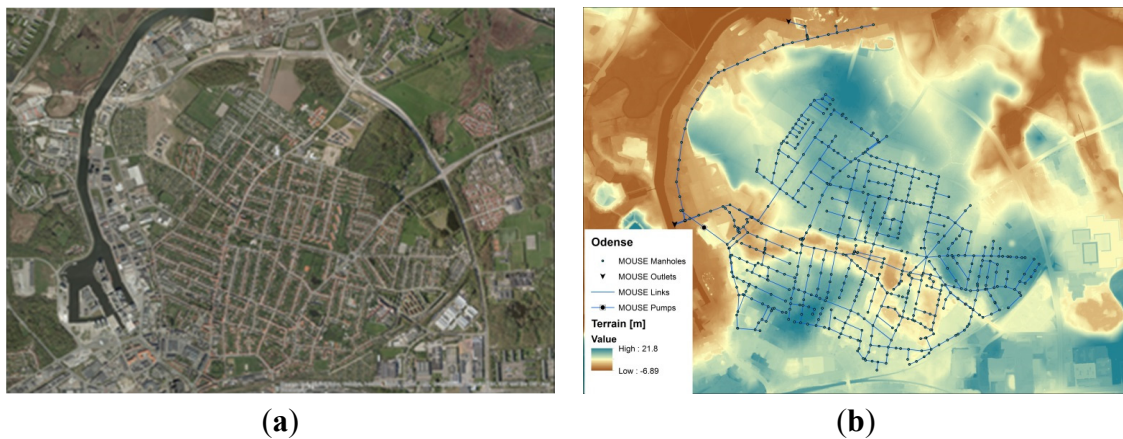 Odense
MOUSE Manholes
MOUSE Outlets
MOUSE Links
MOUSE Pumps
Terrain [m]
Value
High : 21.8
Low : -6.89
(a)
(b)